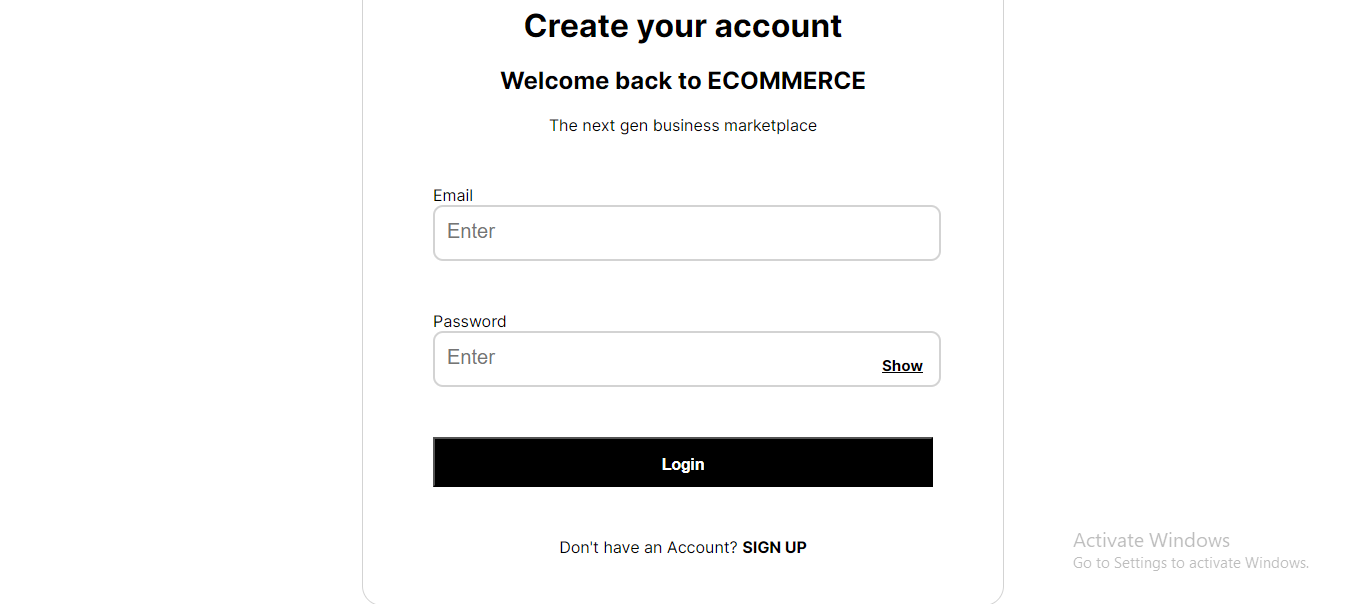 Create your account
Welcome back to ECOMMERCE
The next gen business marketplace
Email
Enter
Password
Enter
Show
Login
Don't have an Account? SIGN UP
Activate Windows
Go to Settings to activate Windows.